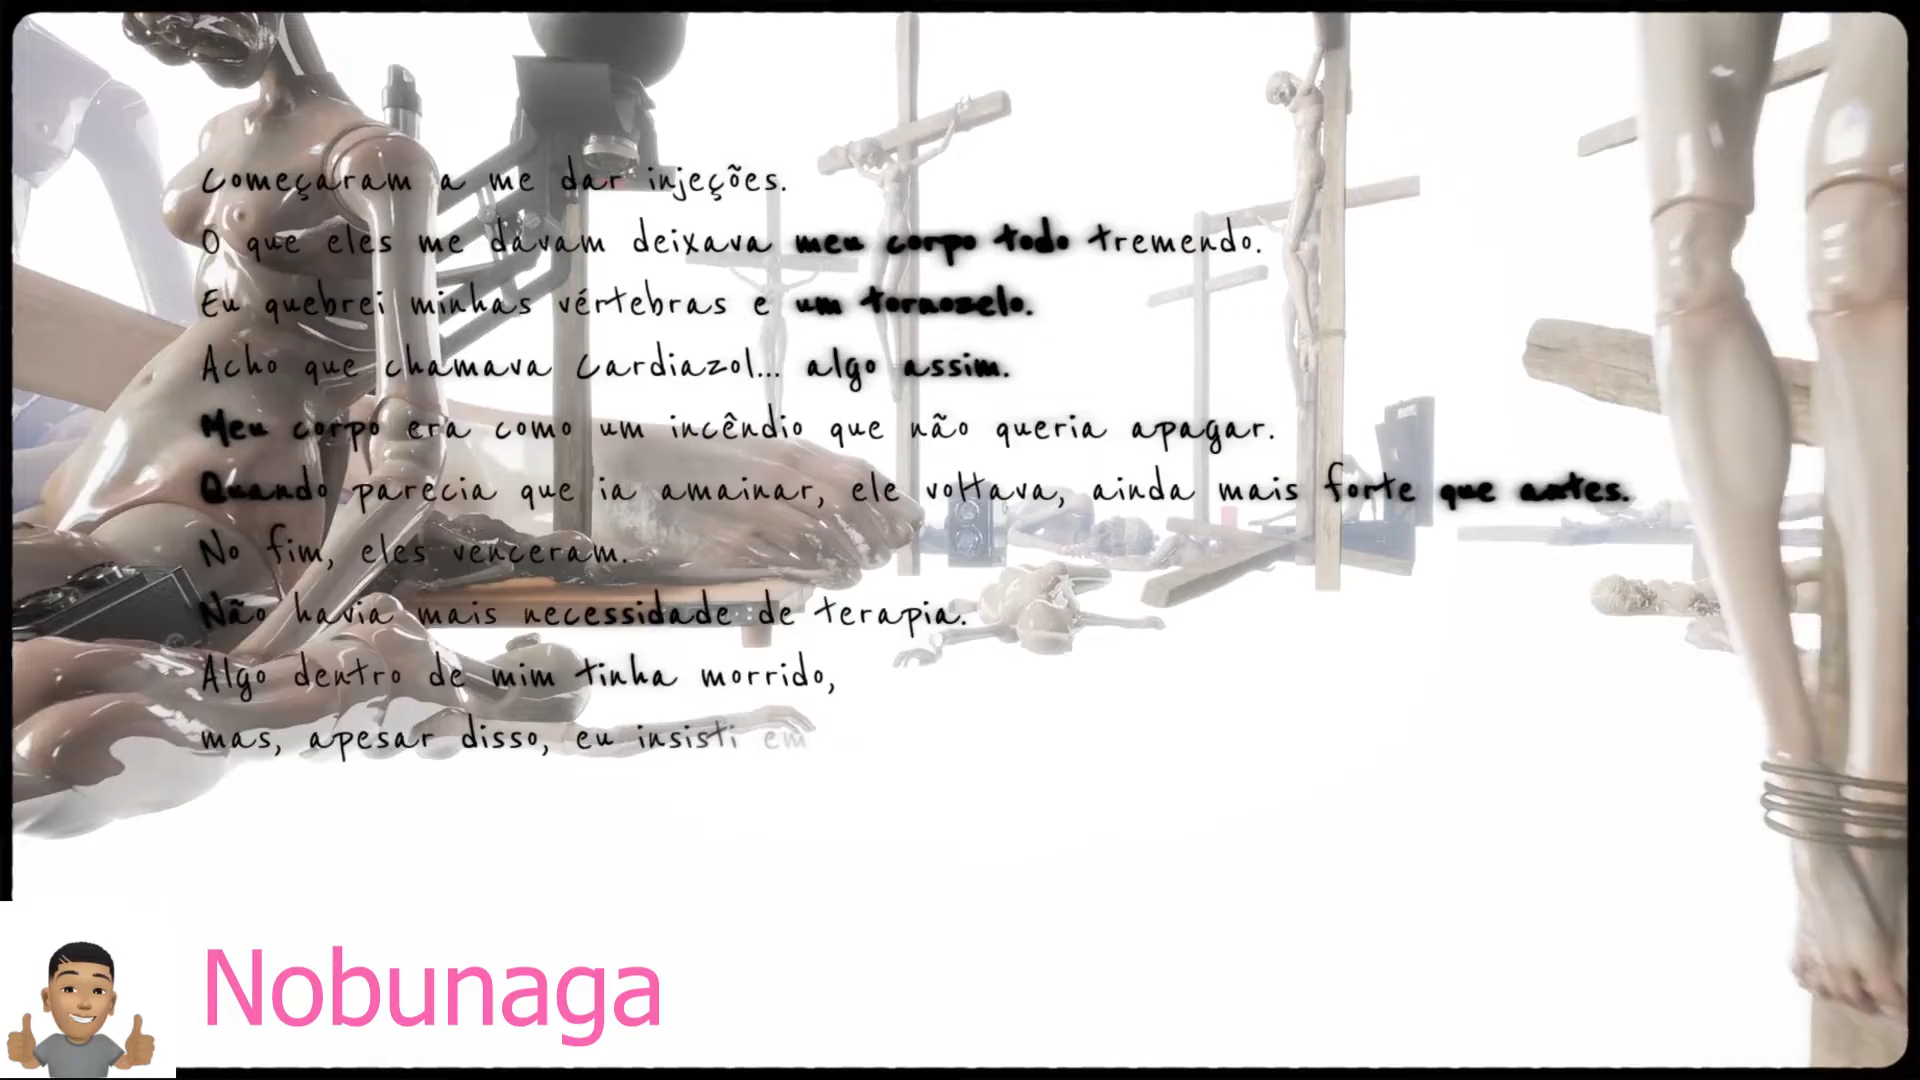 Começaram a me dar injeções.
O que eles me davam deixava meu corpo todo tremendo.
Eu quebrei minhas vértebras e um tornozelo.
Acho que chamava Cardiazol... algo assim.
Meu corpo era como um incêndio que não queria apagar.
Quando parecia que ia amainar, ele voltava, ainda mais forte que antes.
No fim, eles venceram.
Não havia mais necessidade de terapia.
Algo dentro de mim tinha morrido,
mas, apesar disso, eu insisti em
Nobunaga